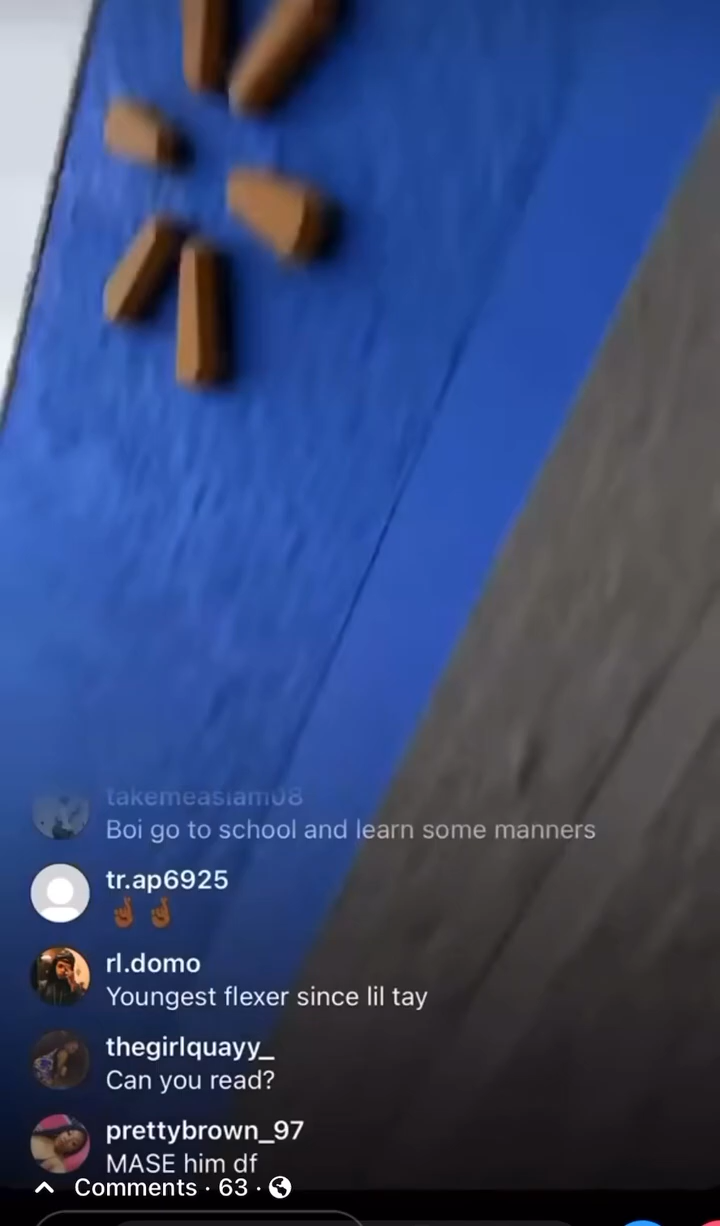 takemeasiam08
Boi go to school and learn some manners
tr.ap6925
🤞🏾 🤞🏾
rl.domo
Youngest flexer since lil tay
thegirlquayy_
Can you read?
prettybrown_97
MASE him df
Comments · 63 ·